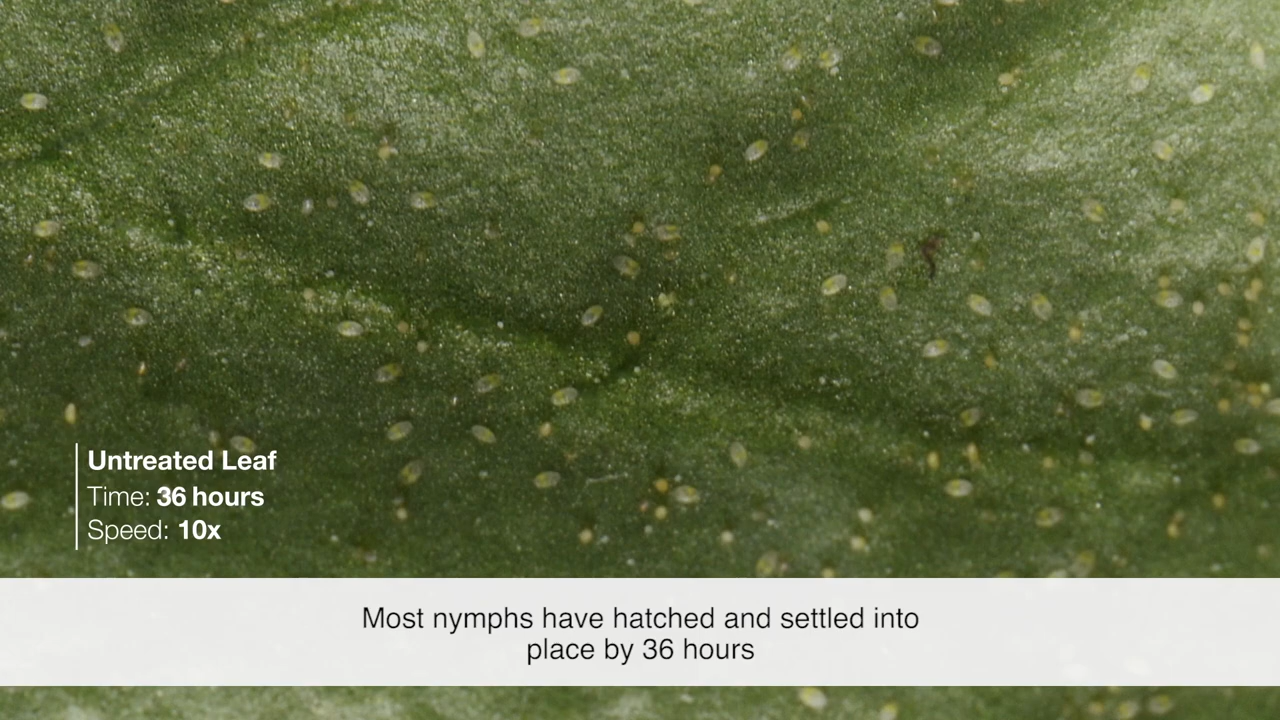 Untreated Leaf
Time: 36 hours
Speed: 10x
Most nymphs have hatched and settled into
place by 36 hours